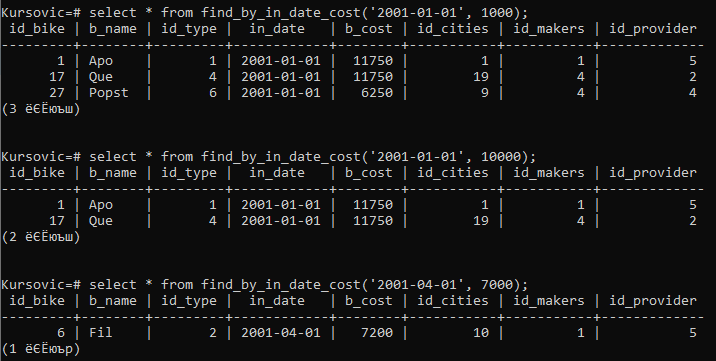 Kursovic=# select * from find_by_in_date_cost('2001-01-01', 1000);
 id_bike | b_name | id_type |  in_date   | b_cost | id_cities | id_makers | id_provider
---------+--------+---------+------------+--------+-----------+-----------+-------------
       1 | Apo    |       1 | 2001-01-01 |  11750 |         1 |         1 |           5
      17 | Que    |       4 | 2001-01-01 |  11750 |        19 |         4 |           2
      27 | Popst  |       6 | 2001-01-01 |   6250 |         9 |         4 |           4
(3 ёЄЁюъш)
Kursovic=# select * from find_by_in_date_cost('2001-01-01', 10000);
 id_bike | b_name | id_type |  in_date   | b_cost | id_cities | id_makers | id_provider
---------+--------+---------+------------+--------+-----------+-----------+-------------
       1 | Apo    |       1 | 2001-01-01 |  11750 |         1 |         1 |           5
      17 | Que    |       4 | 2001-01-01 |  11750 |        19 |         4 |           2
(2 ёЄЁюъш)
Kursovic=# select * from find_by_in_date_cost('2001-04-01', 7000);
 id_bike | b_name | id_type |  in_date   | b_cost | id_cities | id_makers | id_provider
---------+--------+---------+------------+--------+-----------+-----------+-------------
       6 | Fil    |       2 | 2001-04-01 |   7200 |        10 |         1 |           5
(1 ёЄЁюър)